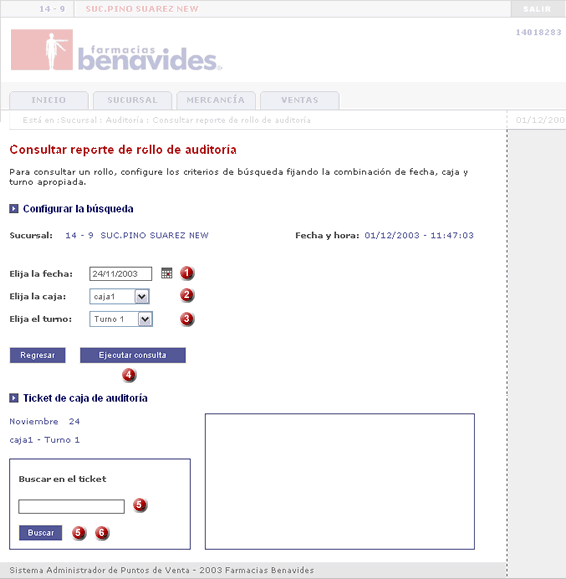 14 - 9 SUC.PINO SUAREZ NEW SALIR
14018283
farmacias
benavides
INICIO SUCURSAL MERCANCÍA VENTAS
Está en :Sucursal : Auditoría : Consultar reporte de rollo de auditoría 01/12/200
Consultar reporte de rollo de auditoría
Para consultar un rollo, configure los criterios de búsqueda fijando la combinación de fecha, caja y
turno apropiada.
Configurar la búsqueda
Sucursal: 14 - 9 SUC.PINO SUAREZ NEW Fecha y hora: 01/12/2003 - 11:47:03
Elija la fecha: 24/11/2003 1
Elija la caja: caja1 2
Elija el turno: Turno 1 3
Regresar Ejecutar consulta
4
Ticket de caja de auditoría
Noviembre 24
caja1 - Turno 1
Buscar en el ticket
5
Buscar 5 6
Sistema Administrador de Puntos de Venta - 2003 Farmacias Benavides